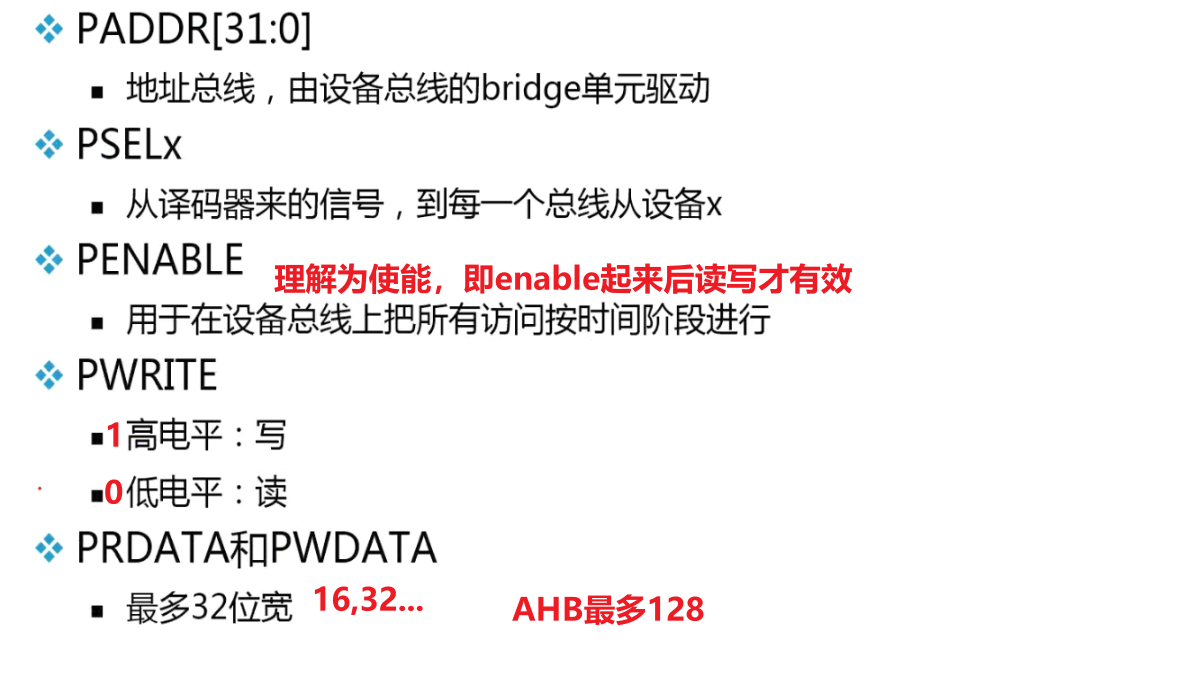 PADDR[31:0]
地址总线，由设备总线的bridge单元驱动
PSELx
从译码器来的信号，到每一个总线从设备x
PENABLE
理解为使能，即enable起来后读写才有效
用于在设备总线上把所有访问按时间阶段进行
PWRITE
1高电平：写
0低电平：读
PRDATA和PWDATA
最多32位宽 16,32... AHB最多128